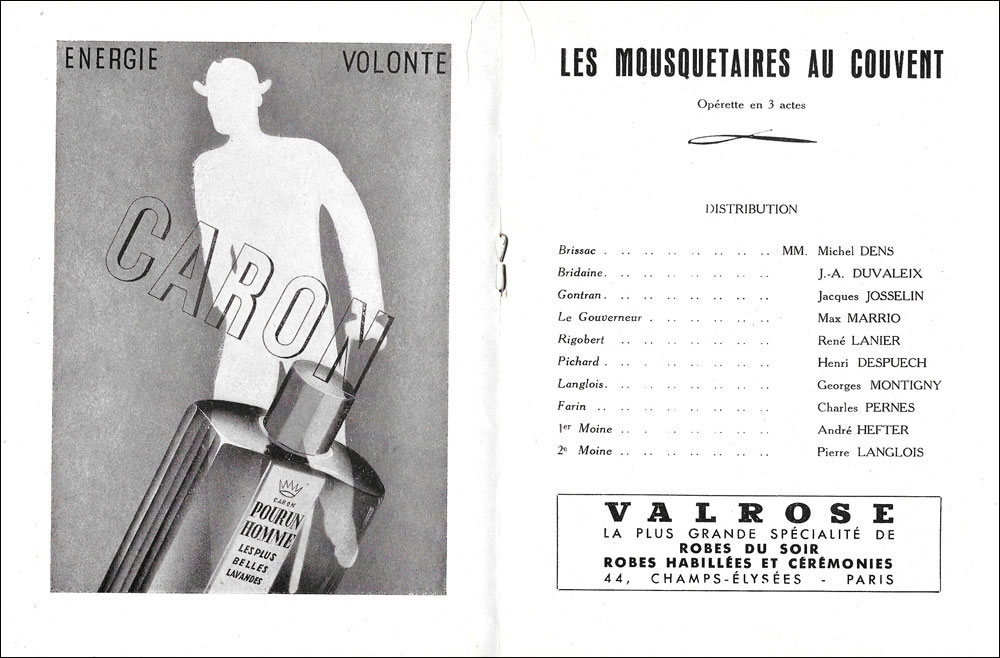 ENERGIE
VOLONTE
CARON
CARON
POUR UN
HOMME
LES PLUS
BELLES
LAVANDES
LES MOUSQUETAIRES AU COUVENT
Opérette en 3 actes
DISTRIBUTION
Brissac . .. .. .. .. .. .. .. MM. Michel DENS
Bridaine. .. .. .. .. .. .. .. J.-A. DUVALEIX
Gontran. .. .. .. .. .. .. .. Jacques JOSSELIN
Le Gouverneur . .. .. .. .. .. Max MARRIO
Rigobert .. .. .. .. .. .. .. René LANIER
Pichard . .. .. .. .. .. .. .. Henri DESPUECH
Langlois. .. .. .. .. .. .. .. Georges MONTIGNY
Farin .. .. .. .. .. .. .. .. Charles PERNES
1er Moine .. .. .. .. .. .. .. André HEFTER
2e Moine .. .. .. .. .. .. .. Pierre LANGLOIS
VALROSE
LA PLUS GRANDE SPÉCIALITÉ DE
ROBES DU SOIR
ROBES HABILLÉES ET CÉRÉMONIES
44, CHAMPS-ÉLYSÉES - PARIS